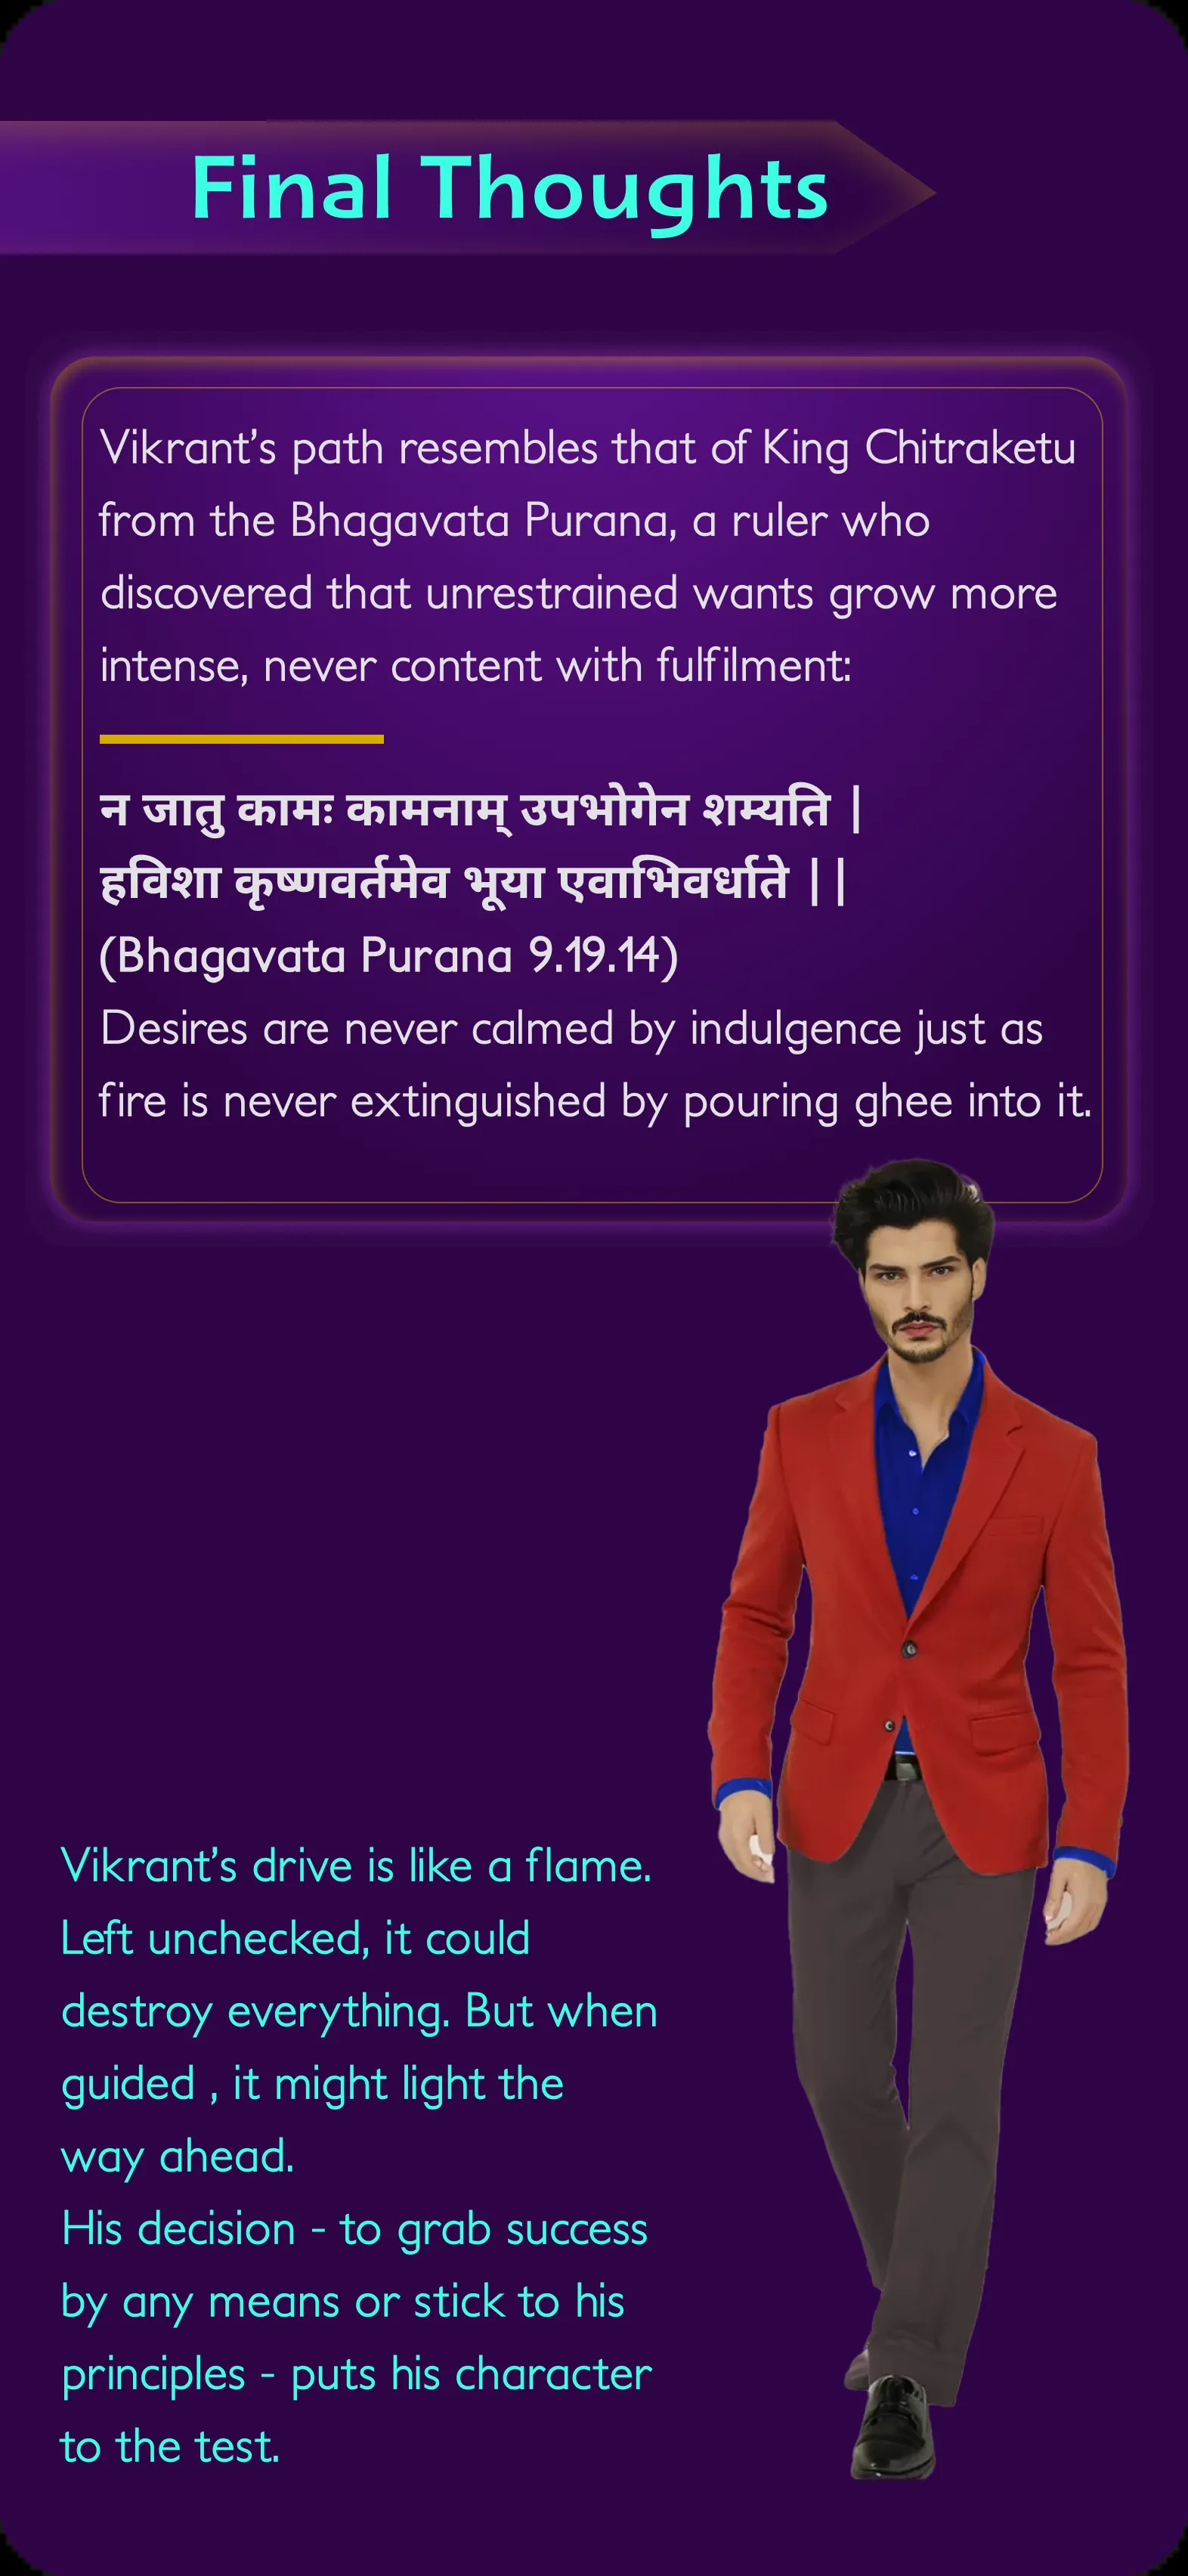 Final Thoughts
Vikrant’s path resembles that of King Chitraketu
from the Bhagavata Purana, a ruler who
discovered that unrestrained wants grow more
intense, never content with fulfilment:
न जातु कामः कामनाम् उपभोगेन शम्यति |
हविशा कृष्णवर्तमेव भूया एवाभिवर्धाते ||
(Bhagavata Purana 9.19.14)
Desires are never calmed by indulgence just as
fire is never extinguished by pouring ghee into it.
Vikrant’s drive is like a flame.
Left unchecked, it could
destroy everything. But when
guided , it might light the
way ahead.
His decision - to grab success
by any means or stick to his
principles - puts his character
to the test.